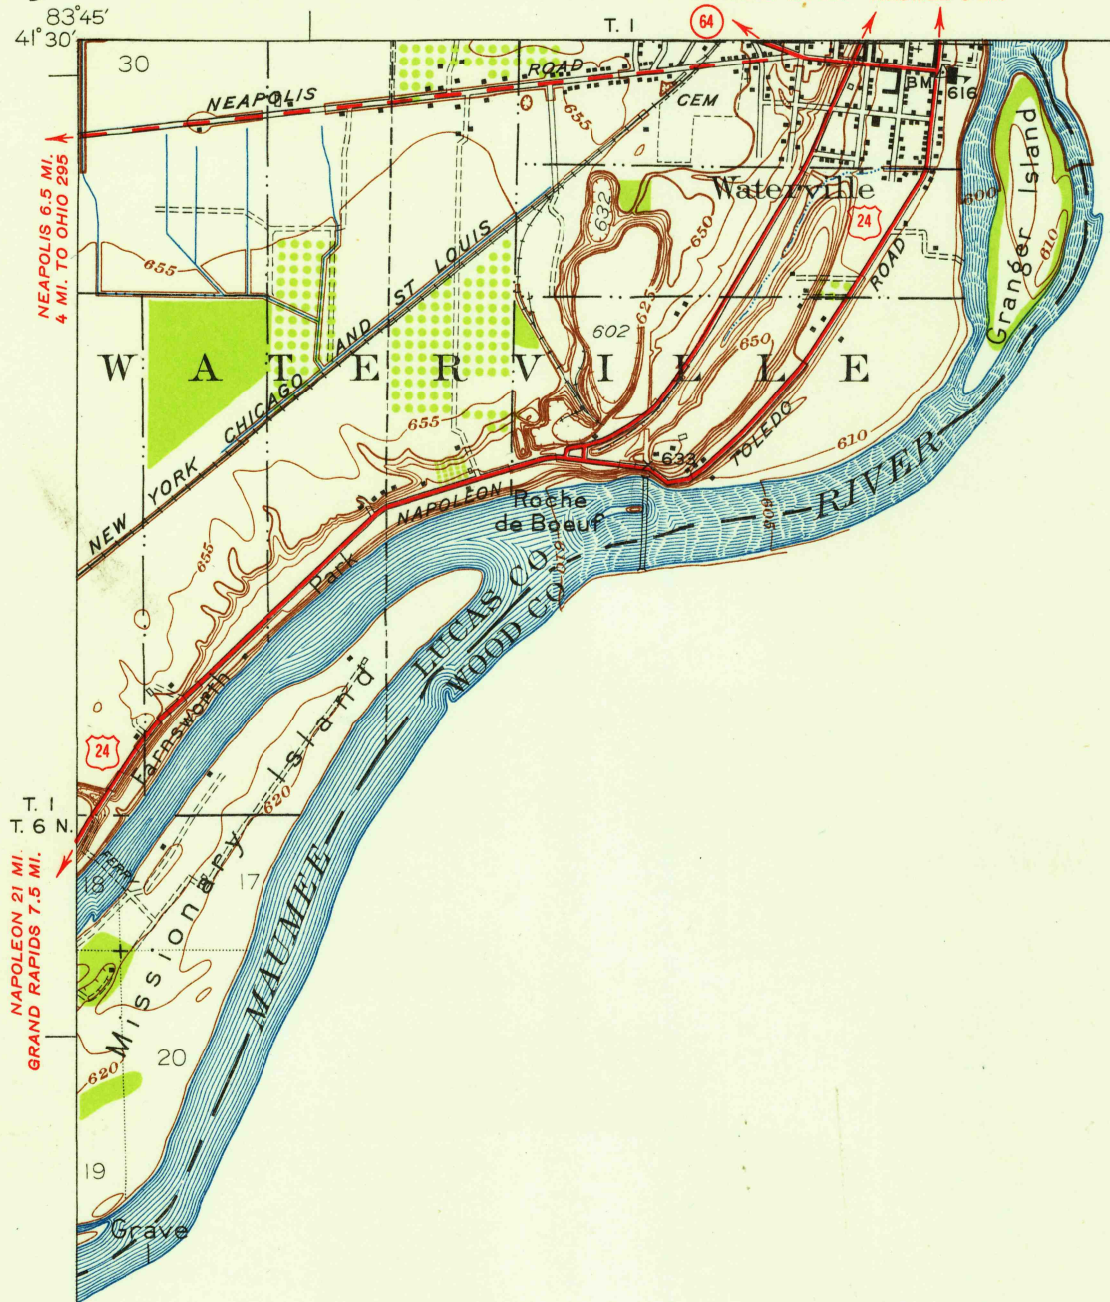 83°45'
41°30'
T. I
64
30
NEAPOLIS
ROAD
BM
616
CEM
655
NEAPOLIS 6.5 MI.
4 MI. TO OHIO 295
Waterville
24
632
650
600
Granger Island
610
655
NEW YORK CHICAGO AND ST LOUIS
625
602
650
ROAD
WATERVILLE
655
610
633
TOLEDO
NAPOLEON
Roche
de Boeuf
RIVER
605
610
655
Park
LUCAS CO
WOOD CO
Farnsworth
24
Missionary Island
620
T. I
T. 6 N.
FERRY
18
17
NAPOLEON 21 MI.
GRAND RAPIDS 7.5 MI.
MAUMEE
20
620
19
Grave